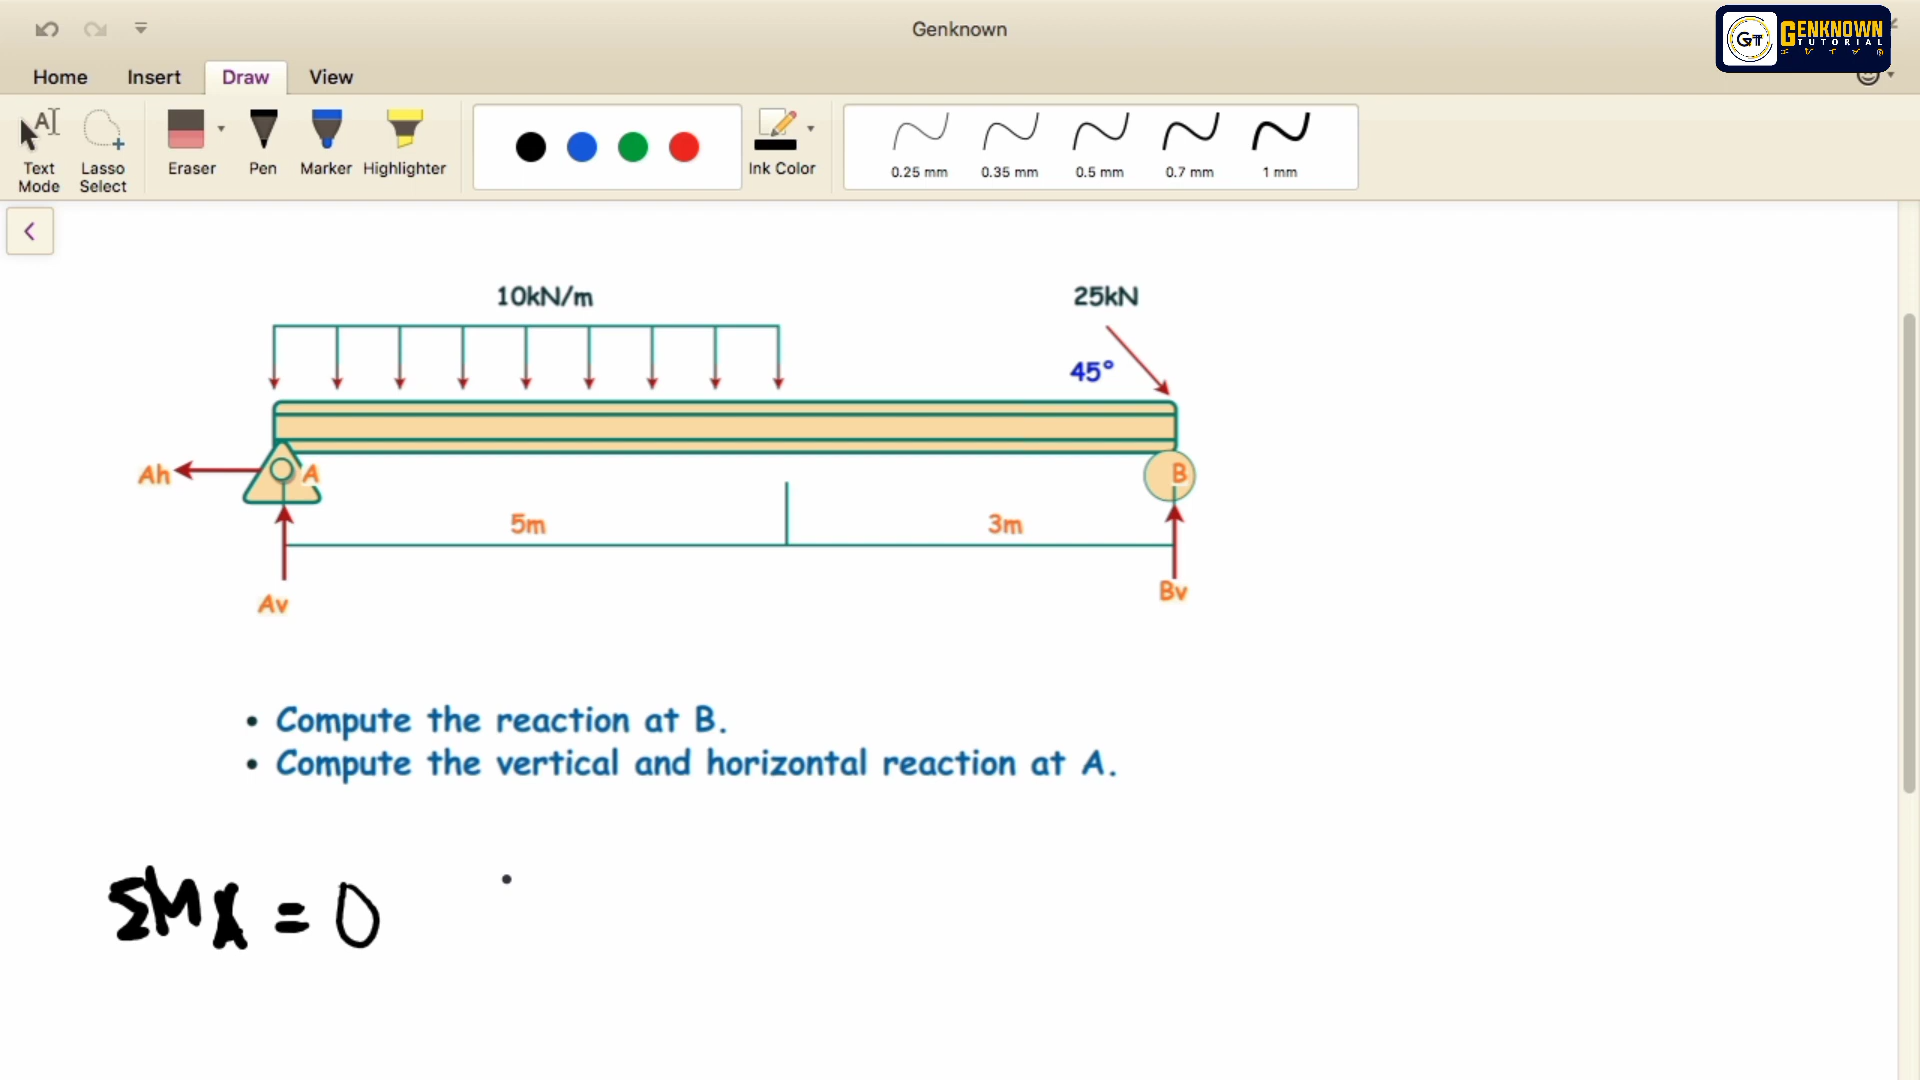 Genknown
GT GENKNOWN
TUTORIAL
Home Insert Draw View
Text Mode Lasso Select Eraser Pen Marker Highlighter Ink Color 0.25 mm 0.35 mm 0.5 mm 0.7 mm 1 mm
10kN/m 25kN
45°
Ah A B
5m 3m
Av Bv
• Compute the reaction at B.
• Compute the vertical and horizontal reaction at A.
ΣMA = 0